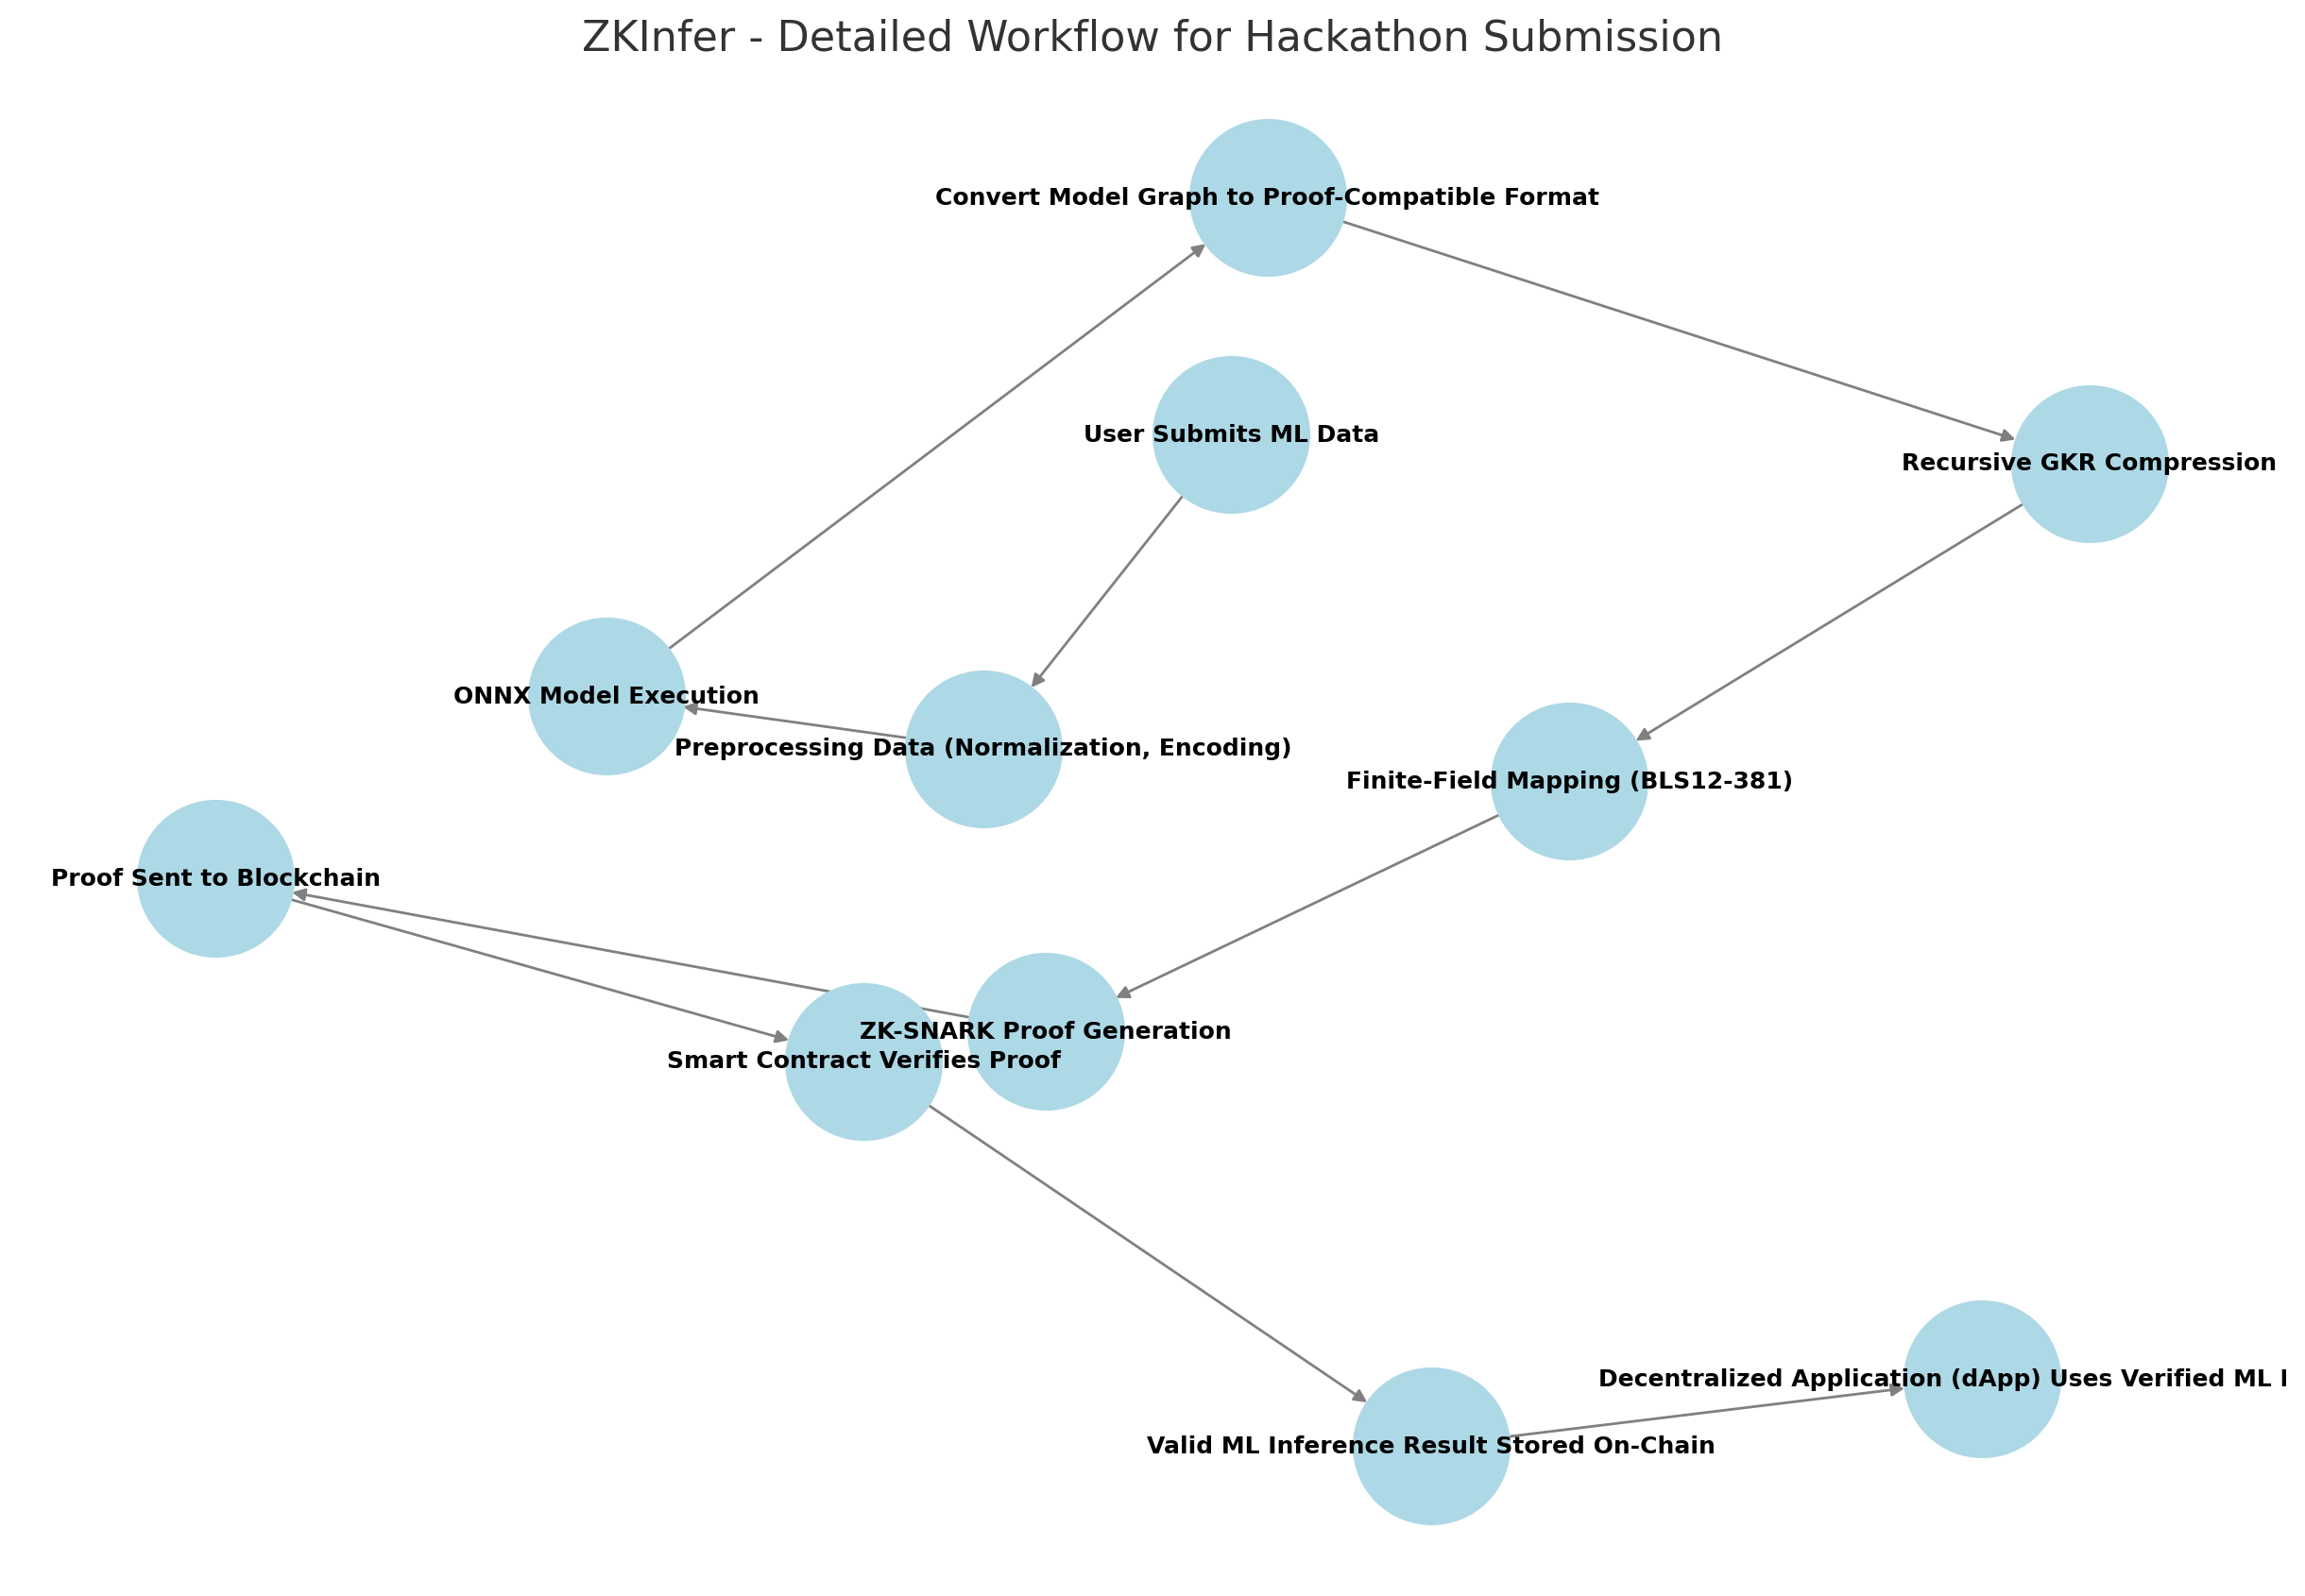 ZKInfer - Detailed Workflow for Hackathon Submission
Convert Model Graph to Proof-Compatible Format
User Submits ML Data
Recursive GKR Compression
ONNX Model Execution
Preprocessing Data (Normalization, Encoding)
Finite-Field Mapping (BLS12-381)
Proof Sent to Blockchain
ZK-SNARK Proof Generation
Smart Contract Verifies Proof
Decentralized Application (dApp) Uses Verified ML
Valid ML Inference Result Stored On-Chain